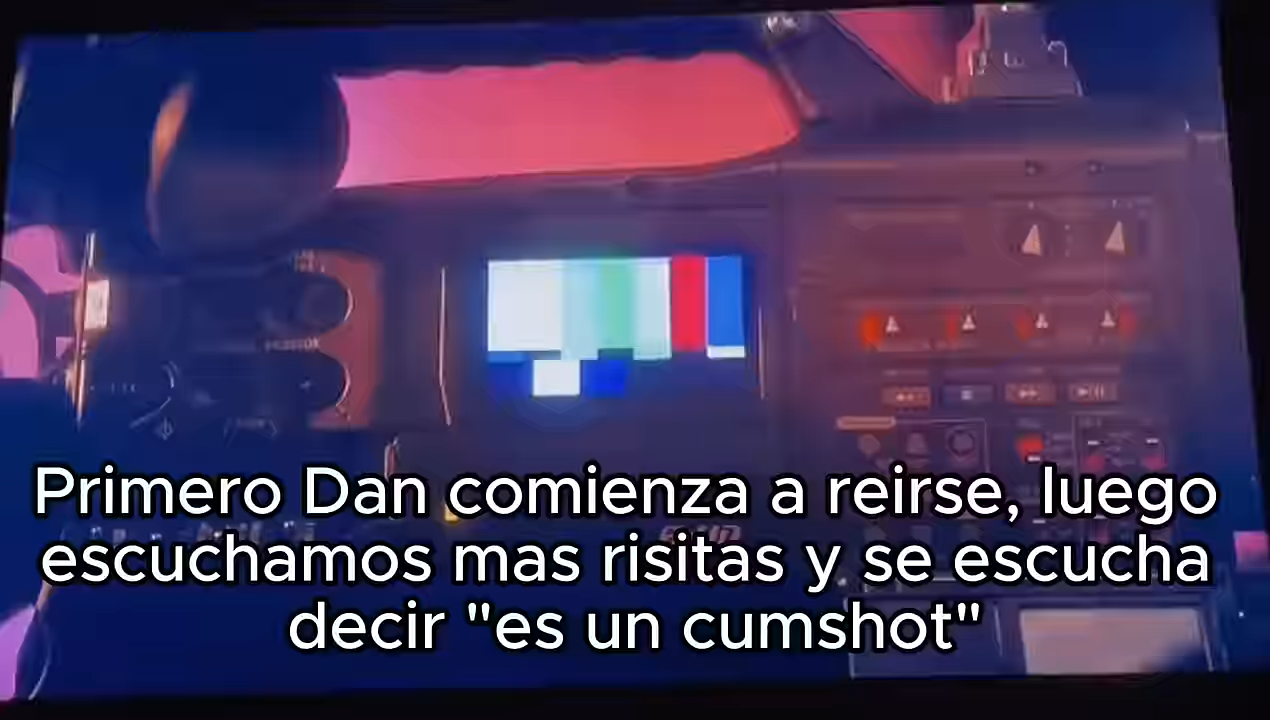 Primero Dan comienza a reirse, luego
escuchamos mas risitas y se escucha
decir "es un cumshot"